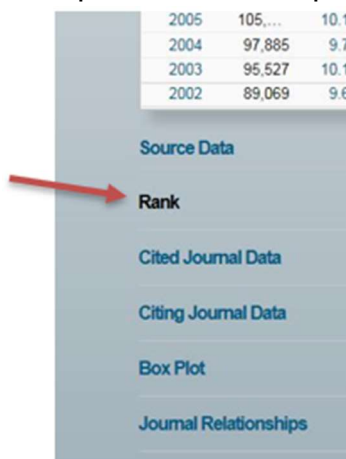 2005 105,... 10.1
2004 97,885 9.7
2003 95,527 10.1
2002 89,069 9.6
Source Data
Rank
Cited Journal Data
Citing Journal Data
Box Plot
Journal Relationships